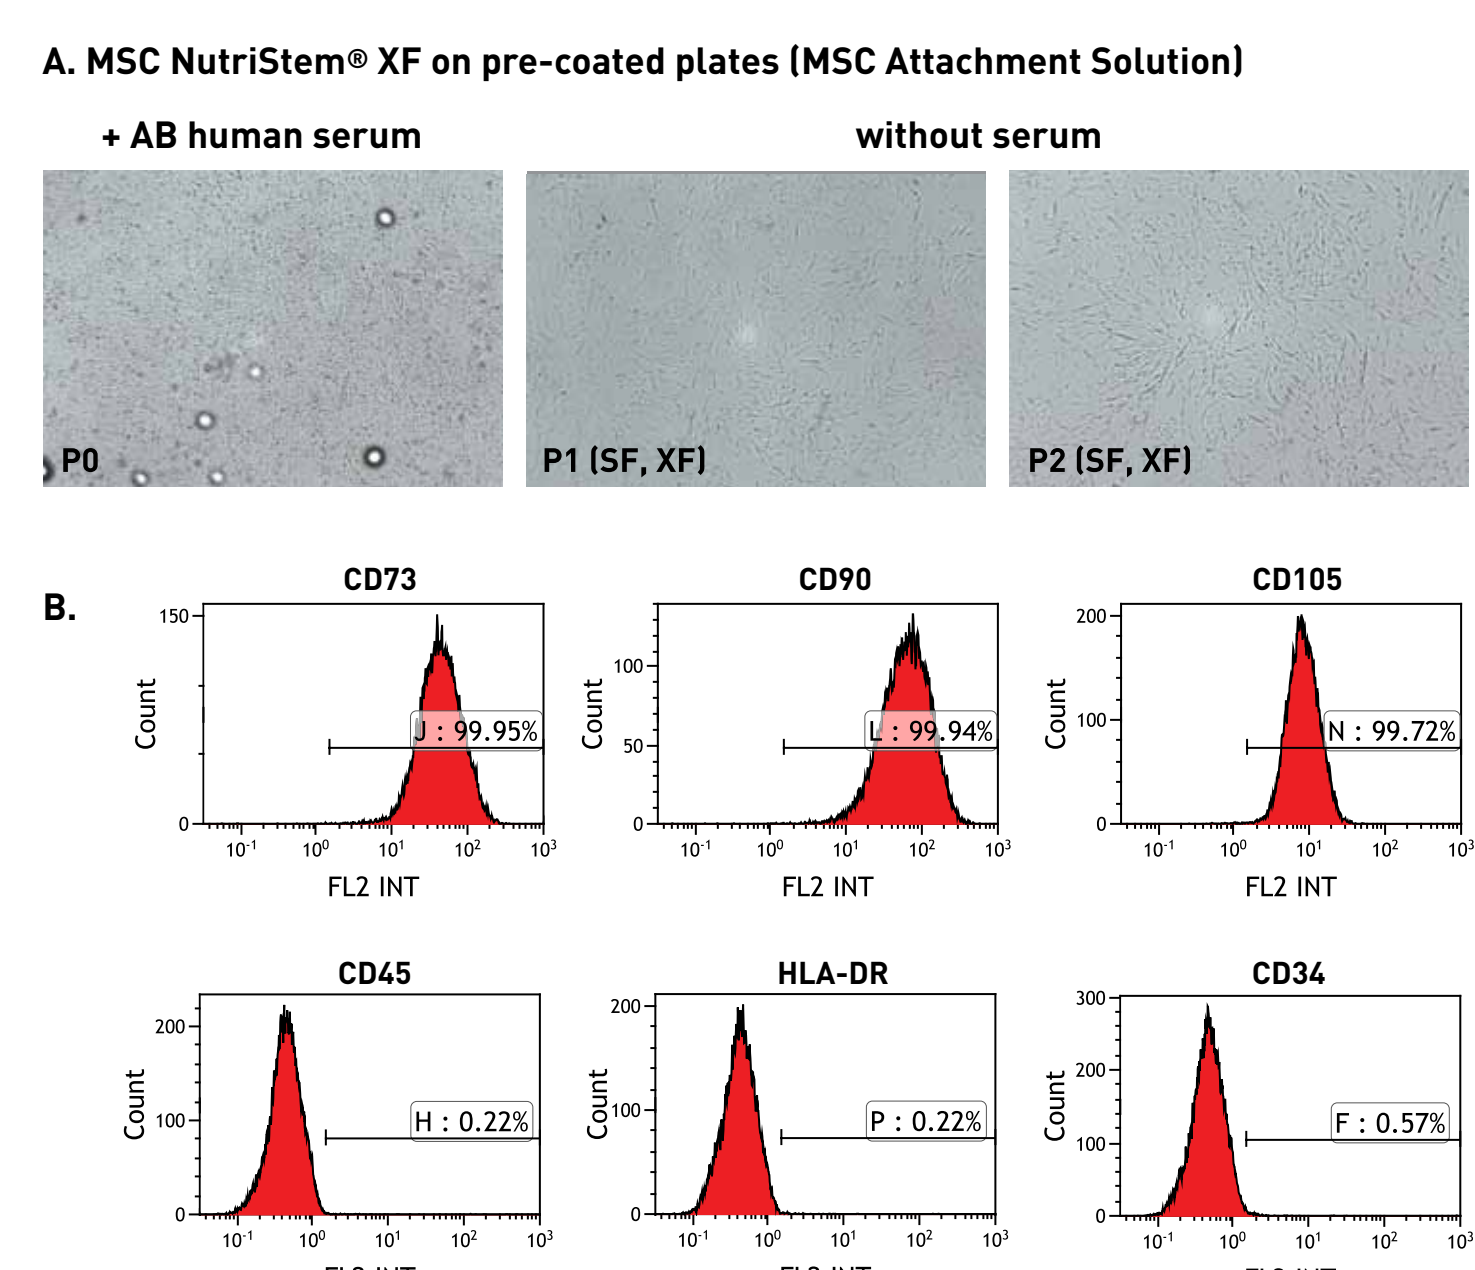 A. MSC NutriStem® XF on pre-coated plates (MSC Attachment Solution)
+ AB human serum
without serum
P0
P1 (SF, XF)
P2 (SF, XF)
B.
CD73
150
0
Count
J : 99.95%
10-1 100 101 102 103
FL2 INT
CD90
100
50
0
Count
L : 99.94%
10-1 100 101 102 103
FL2 INT
CD105
200
100
0
Count
N : 99.72%
10-1 100 101 102 103
FL2 INT
CD45
200
100
0
Count
H : 0.22%
10-1 100 101 102 103
HLA-DR
200
100
0
Count
P : 0.22%
10-1 100 101 102 103
CD34
300
200
100
0
Count
F : 0.57%
10-1 100 101 102 103